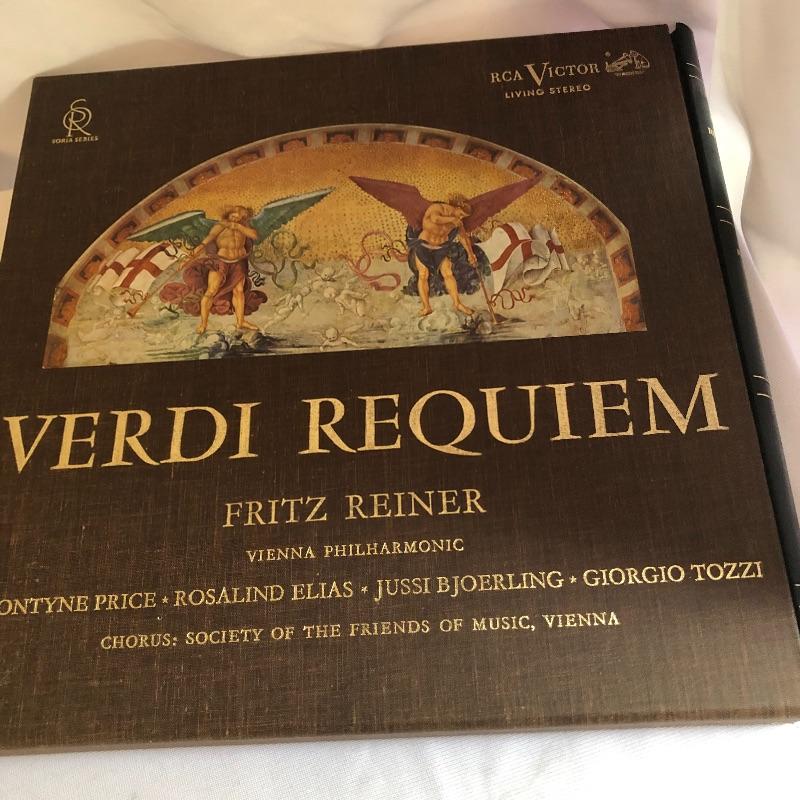 RCA VICTOR
LIVING STEREO
SR
SORIA SERIES
VERDI REQUIEM
FRITZ REINER
VIENNA PHILHARMONIC
ONTYNE PRICE ★ ROSALIND ELIAS ★ JUSSI BJOERLING ★ GIORGIO TOZZI
CHORUS: SOCIETY OF THE FRIENDS OF MUSIC, VIENNA